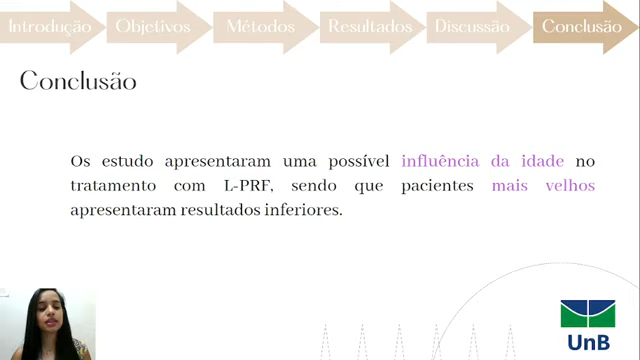 Introdução Objetivos Métodos Resultados Discussão Conclusão
Conclusão
Os estudo apresentaram uma possível influência da idade no
tratamento com L-PRF, sendo que pacientes mais velhos
apresentaram resultados inferiores.
UnB